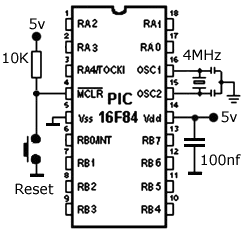 5v
10K
Reset
1 RA2
2 RA3
3 RA4/TOCKI
4 MCLR
5 Vss
6 RB0/INT
7 RB1
8 RB2
9 RB3
PIC
16F84
18 RA1
17 RA0
16 OSC1
15 OSC2
14 Vdd
13 RB7
12 RB6
11 RB5
10 RB4
4MHz
5v
100nf